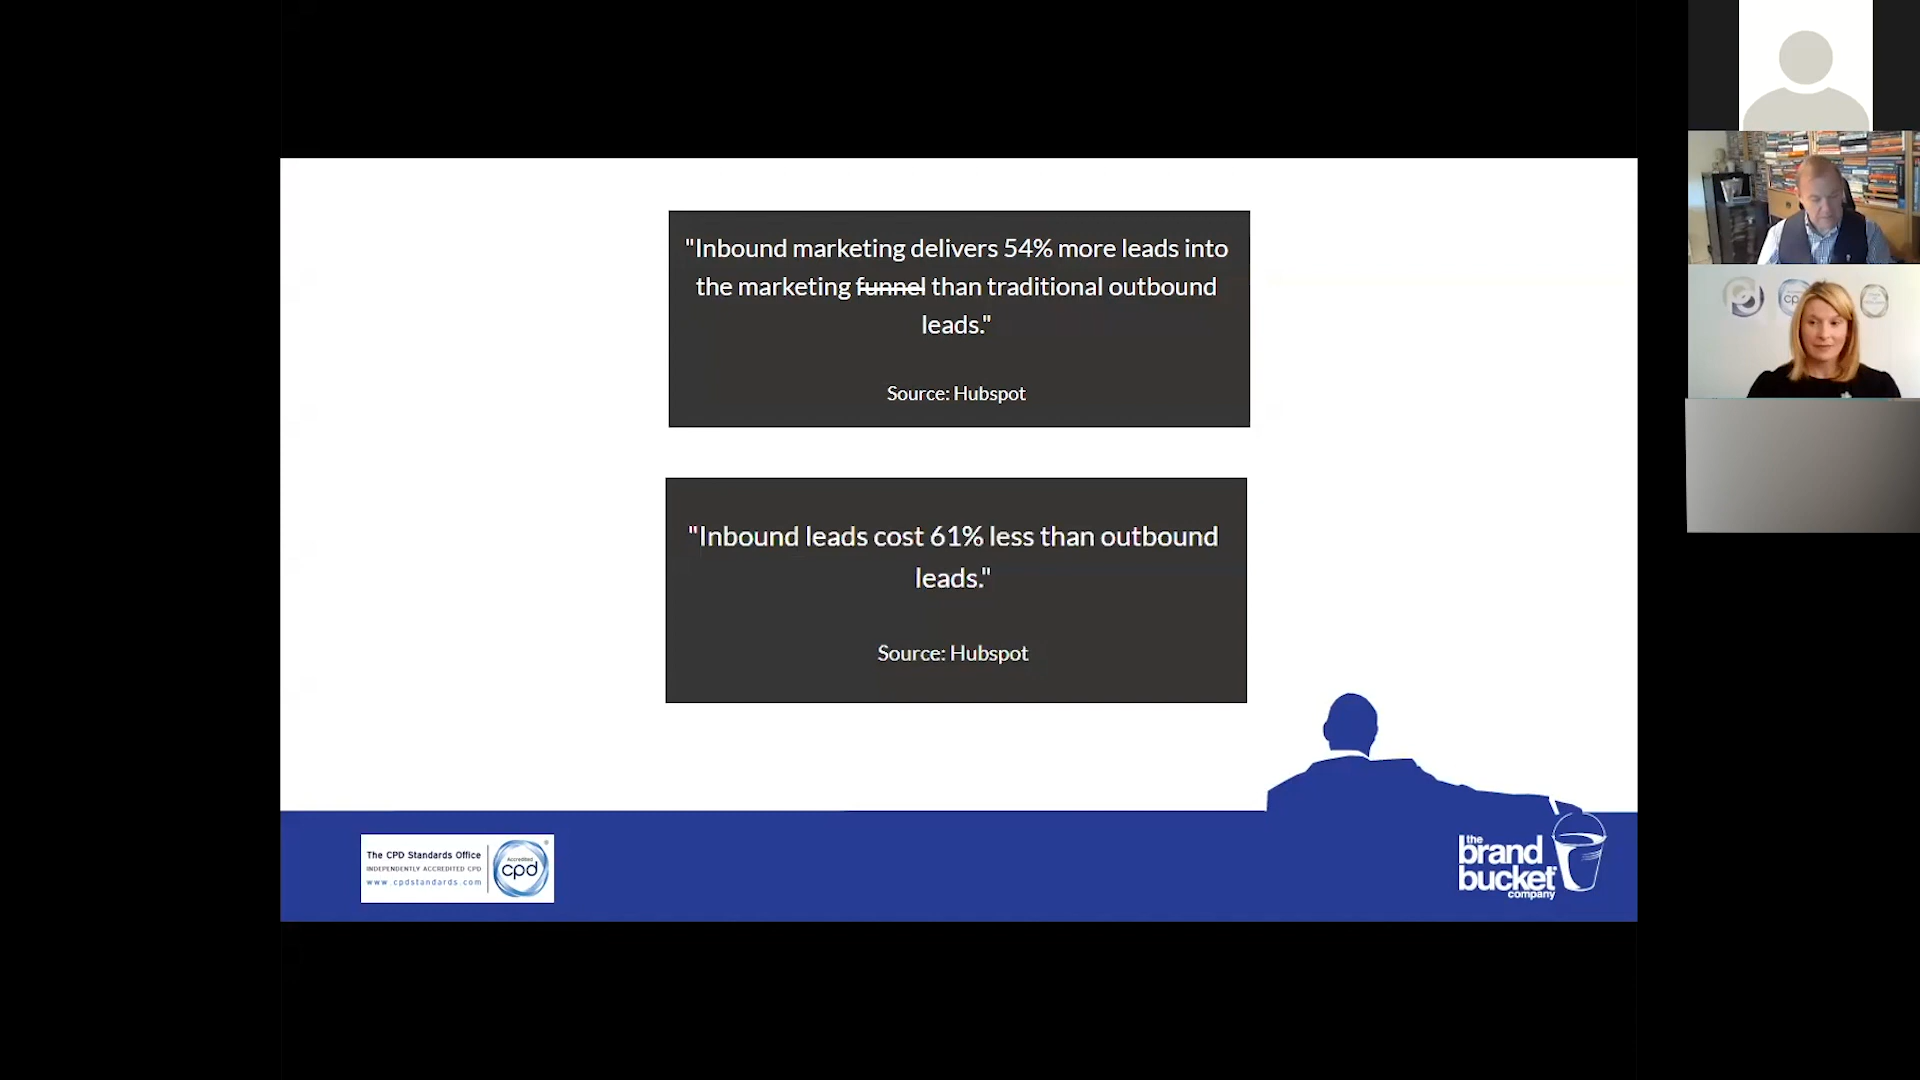 "Inbound marketing delivers 54% more leads into
the marketing funnel than traditional outbound
leads."
Source: Hubspot
"Inbound leads cost 61% less than outbound
leads."
Source: Hubspot
The CPD Standards Office
INDEPENDENTLY ACCREDITED CPD
www.cpdstandards.com
Accredited
cpd
the
brand
bucket
company